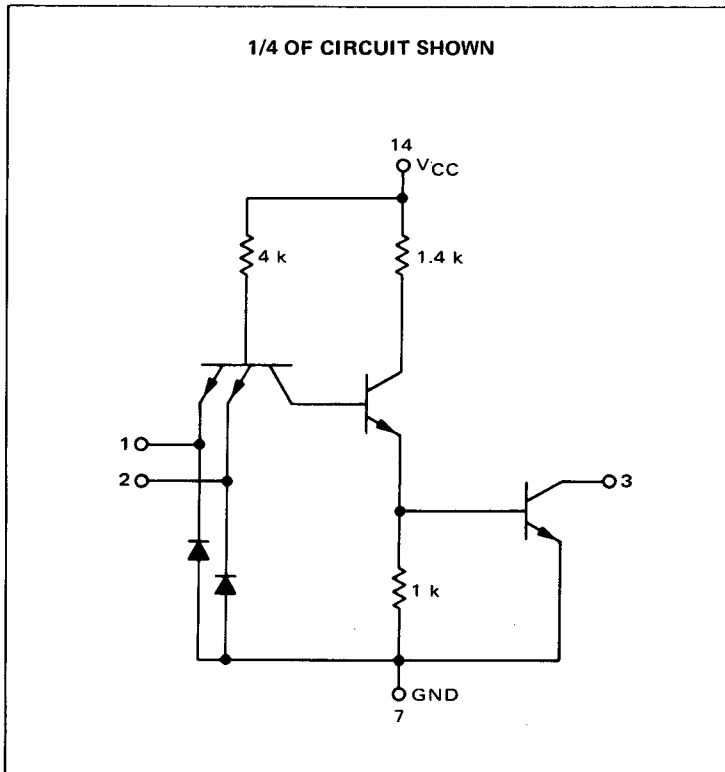 1/4 OF CIRCUIT SHOWN
14
VCC
4 k
1.4 k
1
2
3
1 k
GND
7